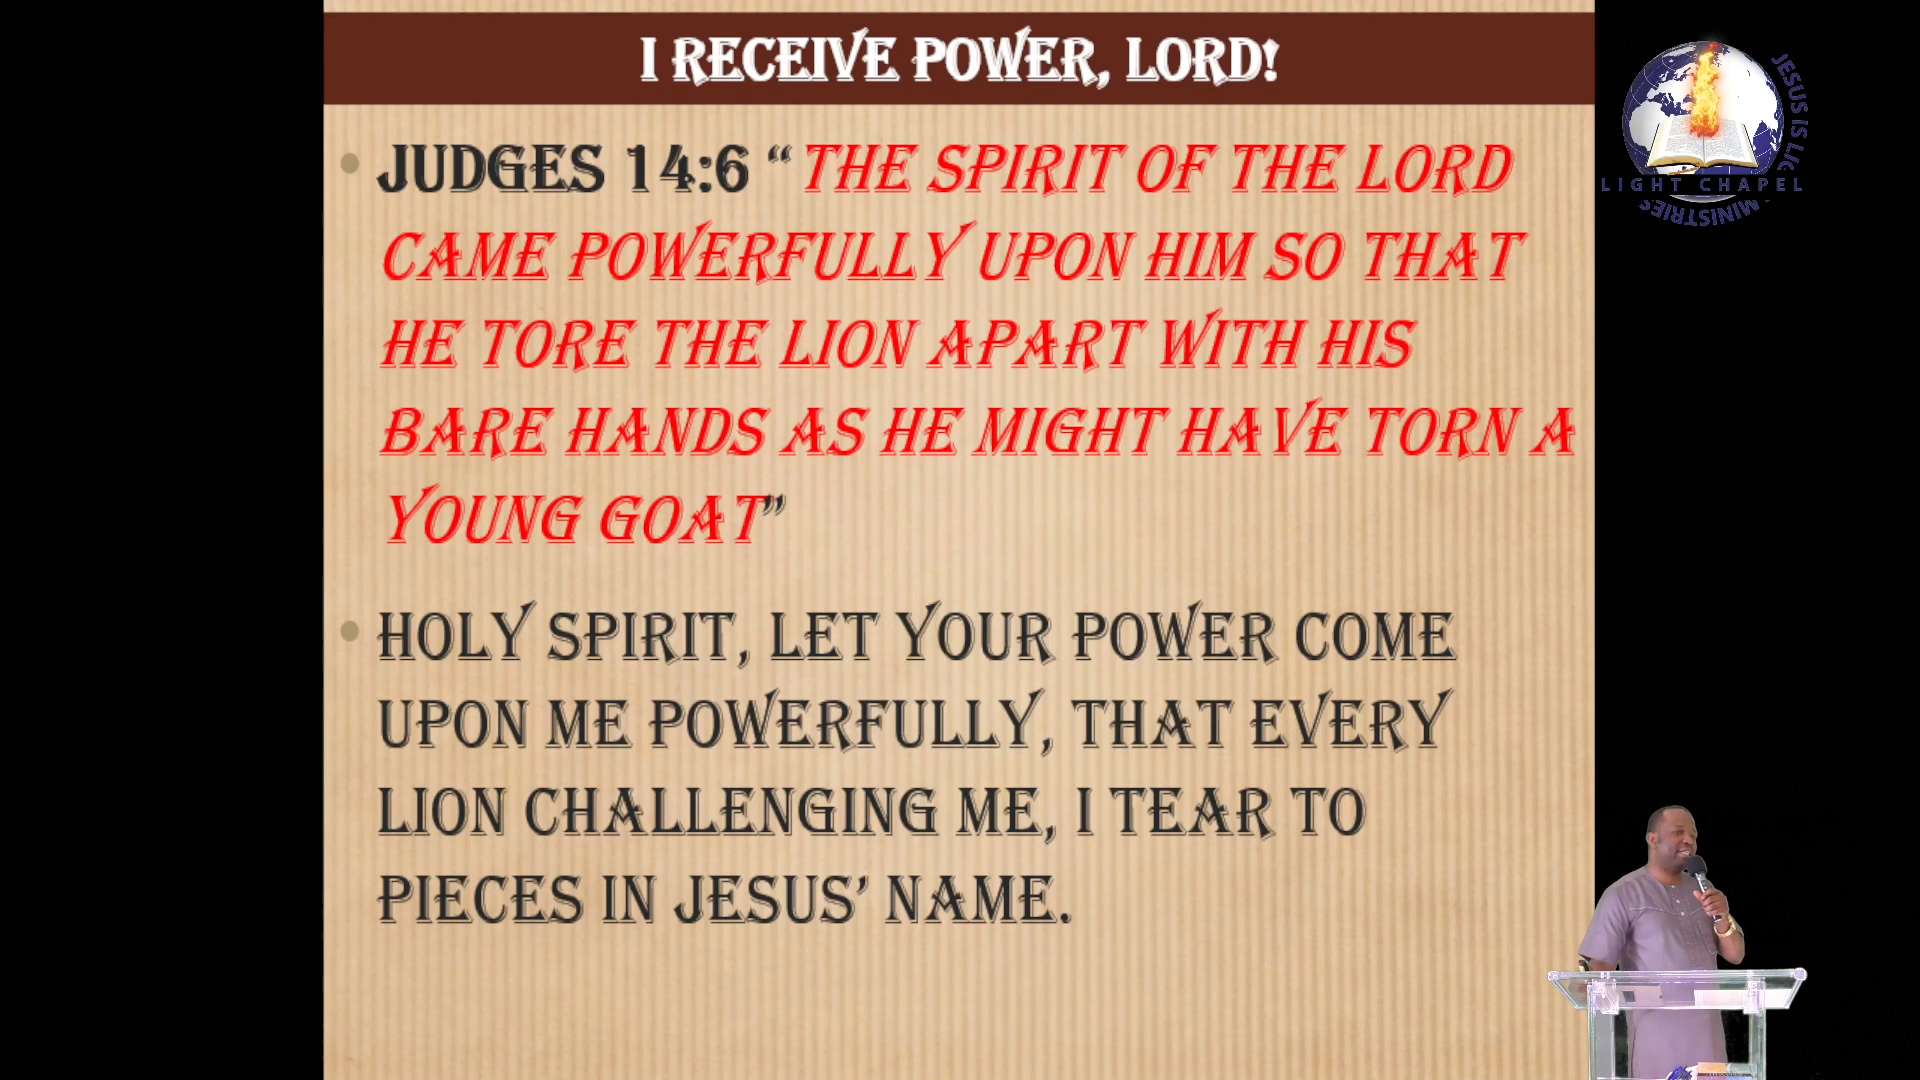 I RECEIVE POWER, LORD!
JUDGES 14:6 “ THE SPIRIT OF THE LORD
CAME POWERFULLY UPON HIM SO THAT
HE TORE THE LION APART WITH HIS
BARE HANDS AS HE MIGHT HAVE TORN A
YOUNG GOAT”
HOLY SPIRIT, LET YOUR POWER COME
UPON ME POWERFULLY, THAT EVERY
LION CHALLENGING ME, I TEAR TO
PIECES IN JESUS’ NAME.
JESUS IS
LIGHT CHAPEL
MINISTRIES